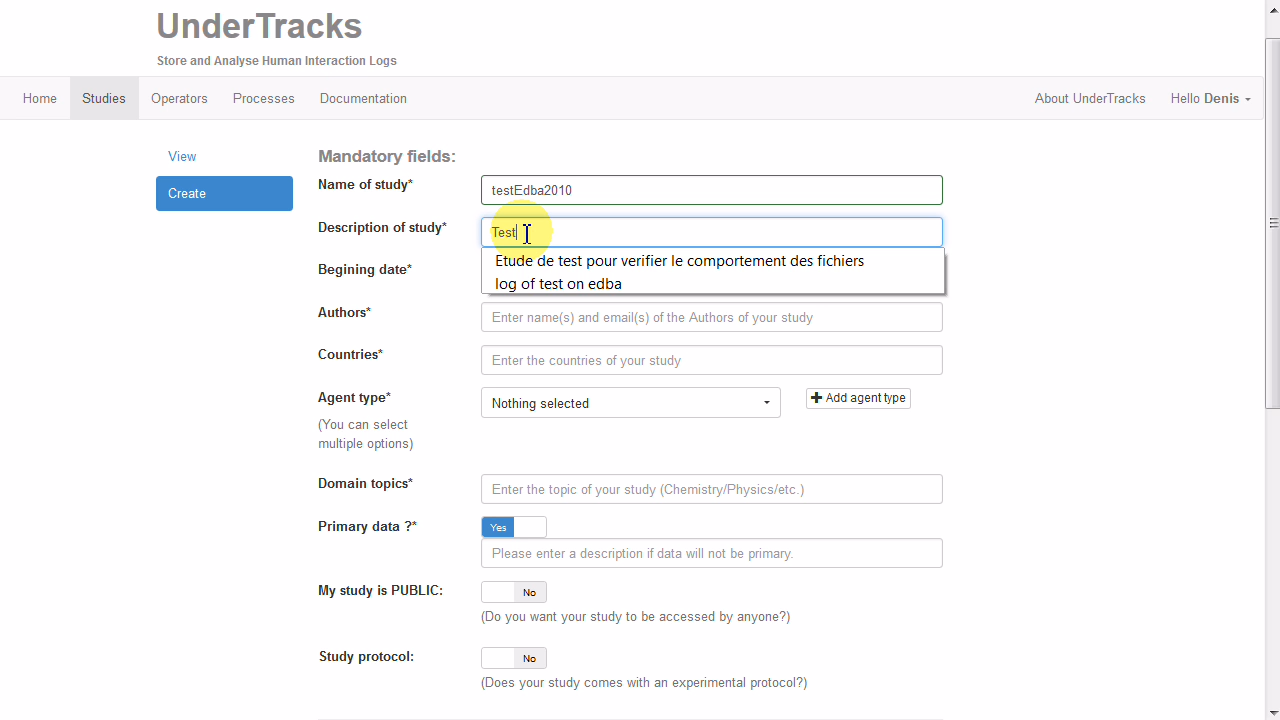 UnderTracks
Store and Analyse Human Interaction Logs
Home Studies Operators Processes Documentation About UnderTracks Hello Denis
View
Create
Mandatory fields:
Name of study* testEdba2010
Description of study* Test
Etude de test pour verifier le comportement des fichiers
log of test on edba
Begining date*
Authors* Enter name(s) and email(s) of the Authors of your study
Countries* Enter the countries of your study
Agent type* Nothing selected Add agent type
(You can select
multiple options)
Domain topics* Enter the topic of your study (Chemistry/Physics/etc.)
Primary data ?* Yes
Please enter a description if data will not be primary.
My study is PUBLIC: No
(Do you want your study to be accessed by anyone?)
Study protocol: No
(Does your study comes with an experimental protocol?)